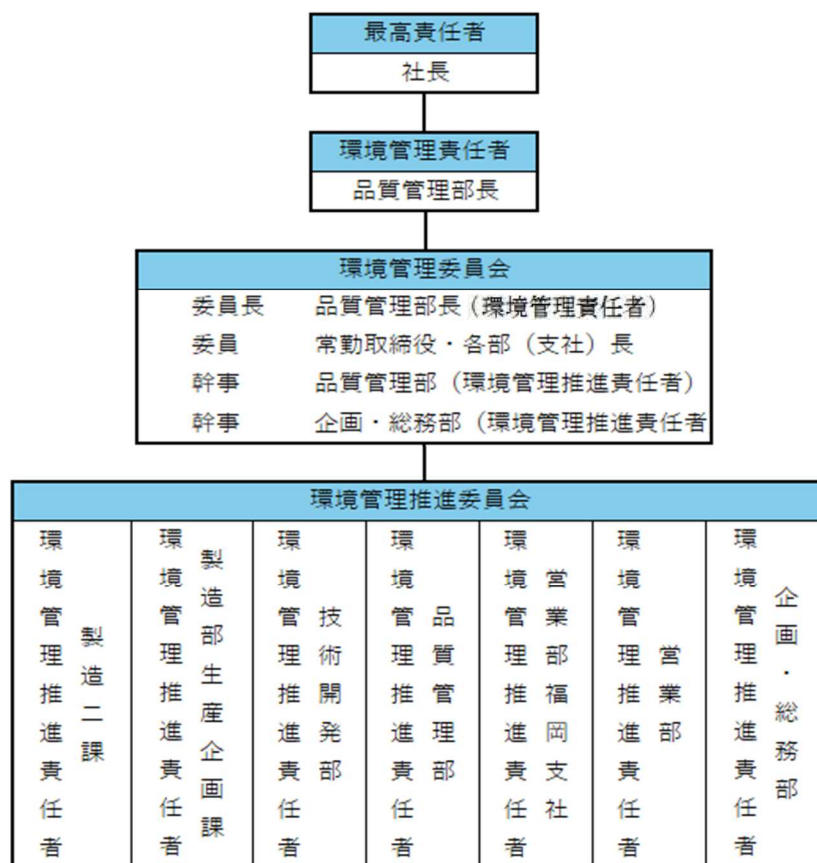 最高責任者
社長
環境管理責任者
品質管理部長
環境管理委員会
委員長 品質管理部長(環境管理責任者)
委員 常勤取締役・各部(支社)長
幹事 品質管理部(環境管理推進責任者)
幹事 企画・総務部(環境管理推進責任者
環境管理推進委員会
企画・総務部
環境管理推進責任者
営業部
環境管理推進責任者
営業部福岡支社
環境管理推進責任者
品質管理部
環境管理推進責任者
技術開発部
環境管理推進責任者
製造部生産企画課
環境管理推進責任者
製造二課
環境管理推進責任者